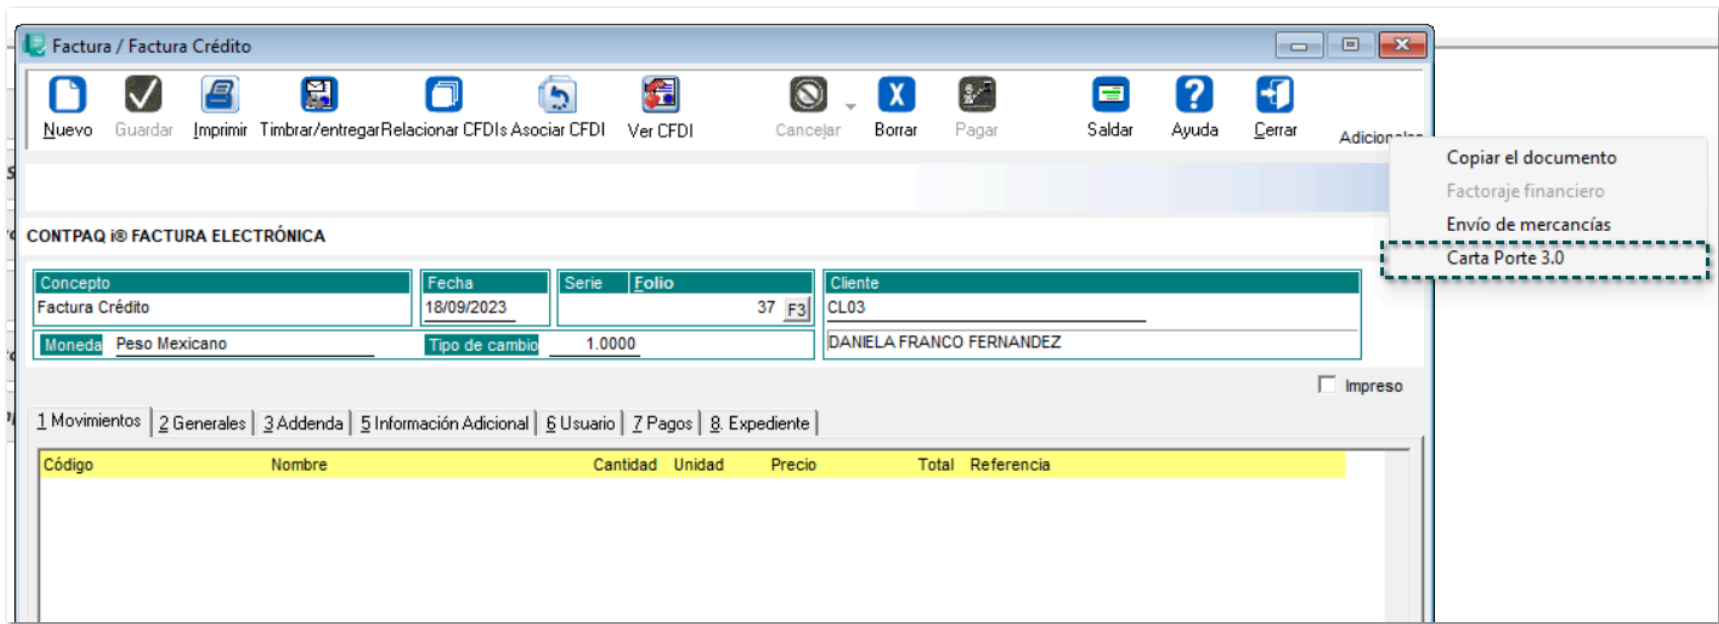 Factura / Factura Crédito
Nuevo Guardar Imprimir Timbrar/entregar Relacionar CFDIs Asociar CFDI Ver CFDI Cancelar Borrar Pagar Saldar Ayuda Cerrar Adicionales
Copiar el documento
Factoraje financiero
Envío de mercancías
Carta Porte 3.0
CONTPAQ i® FACTURA ELECTRÓNICA
Concepto Fecha Serie Folio Cliente
Factura Crédito 18/09/2023 37 F3 CL03
Moneda Peso Mexicano Tipo de cambio 1.0000 DANIELA FRANCO FERNANDEZ
Impreso
1 Movimientos 2 Generales 3 Addenda 5 Información Adicional 6 Usuario 7 Pagos 8. Expediente
Código Nombre Cantidad Unidad Precio Total Referencia